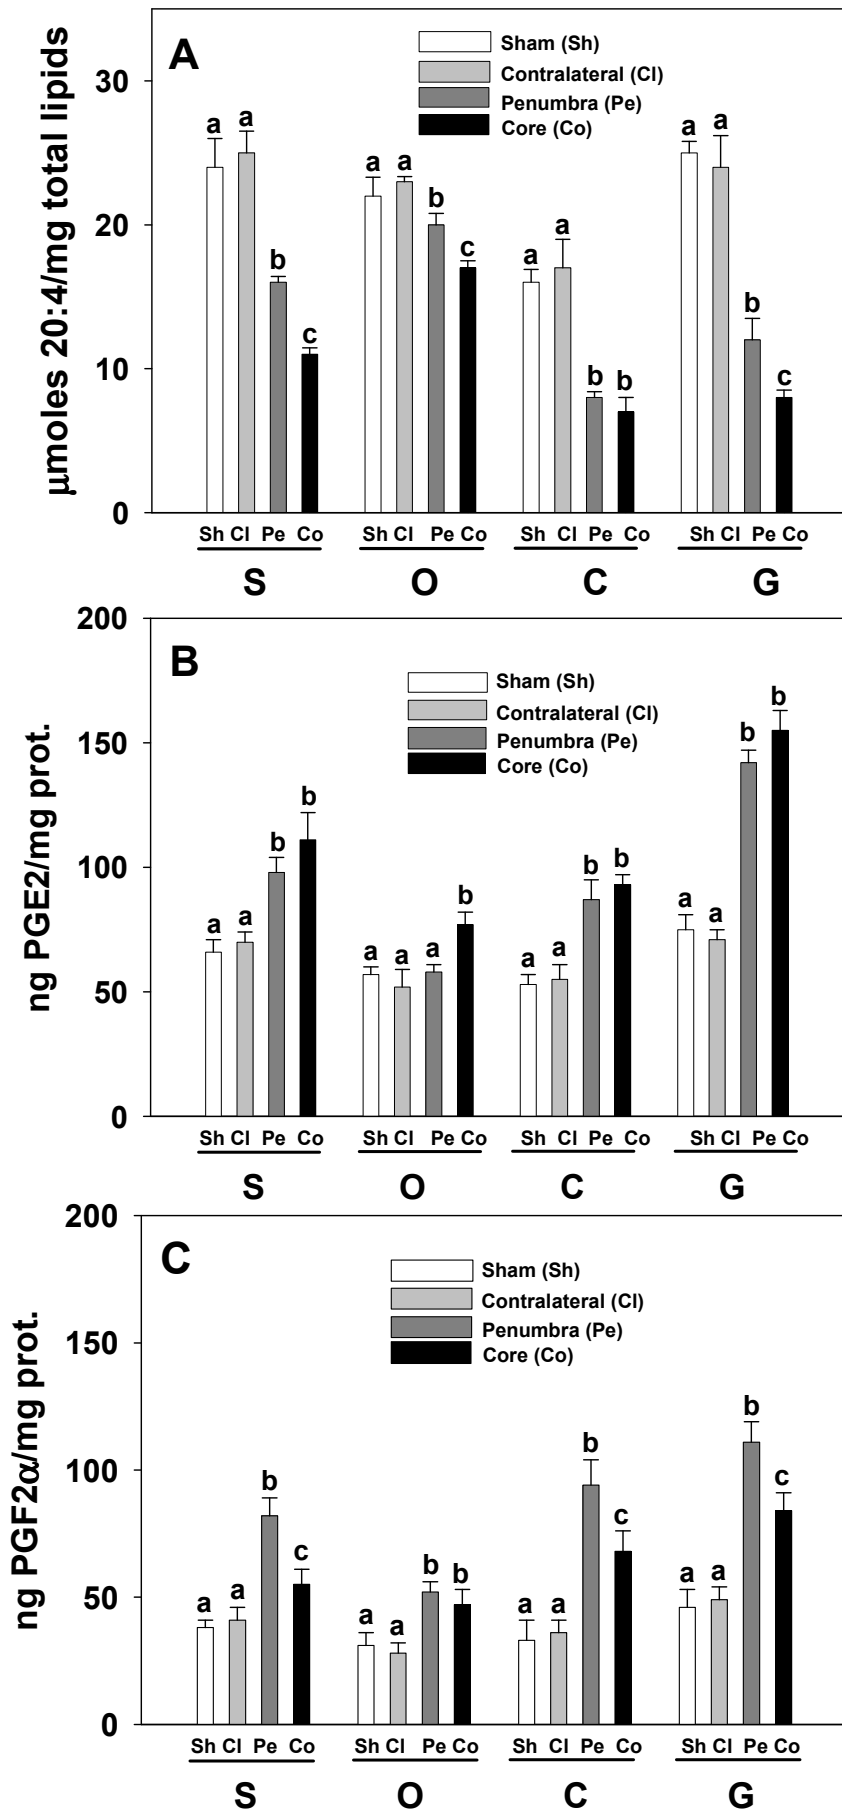 A
Sham (Sh)
Contralateral (Cl)
Penumbra (Pe)
Core (Co)
μmoles 20:4/mg total lipids
30
20
10
0
a a b c
a a b c
a a b b
a a b c
Sh Cl Pe Co Sh Cl Pe Co Sh Cl Pe Co Sh Cl Pe Co
S O C G
B
Sham (Sh)
Contralateral (Cl)
Penumbra (Pe)
Core (Co)
ng PGE2/mg prot.
200
150
100
50
0
a a b b
a a a b
a a b b
a a b b
Sh Cl Pe Co Sh Cl Pe Co Sh Cl Pe Co Sh Cl Pe Co
S O C G
C
Sham (Sh)
Contralateral (Cl)
Penumbra (Pe)
Core (Co)
ng PGF2α/mg prot.
200
150
100
50
0
a a b c
a a b b
a a b c
a a b c
Sh Cl Pe Co Sh Cl Pe Co Sh Cl Pe Co Sh Cl Pe Co
S O C G